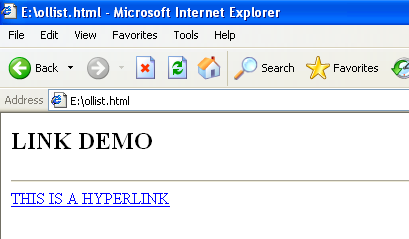 E:\ollist.html - Microsoft Internet Explorer
File Edit View Favorites Tools Help
Back Search Favorites
Address E:\ollist.html
LINK DEMO
THIS IS A HYPERLINK